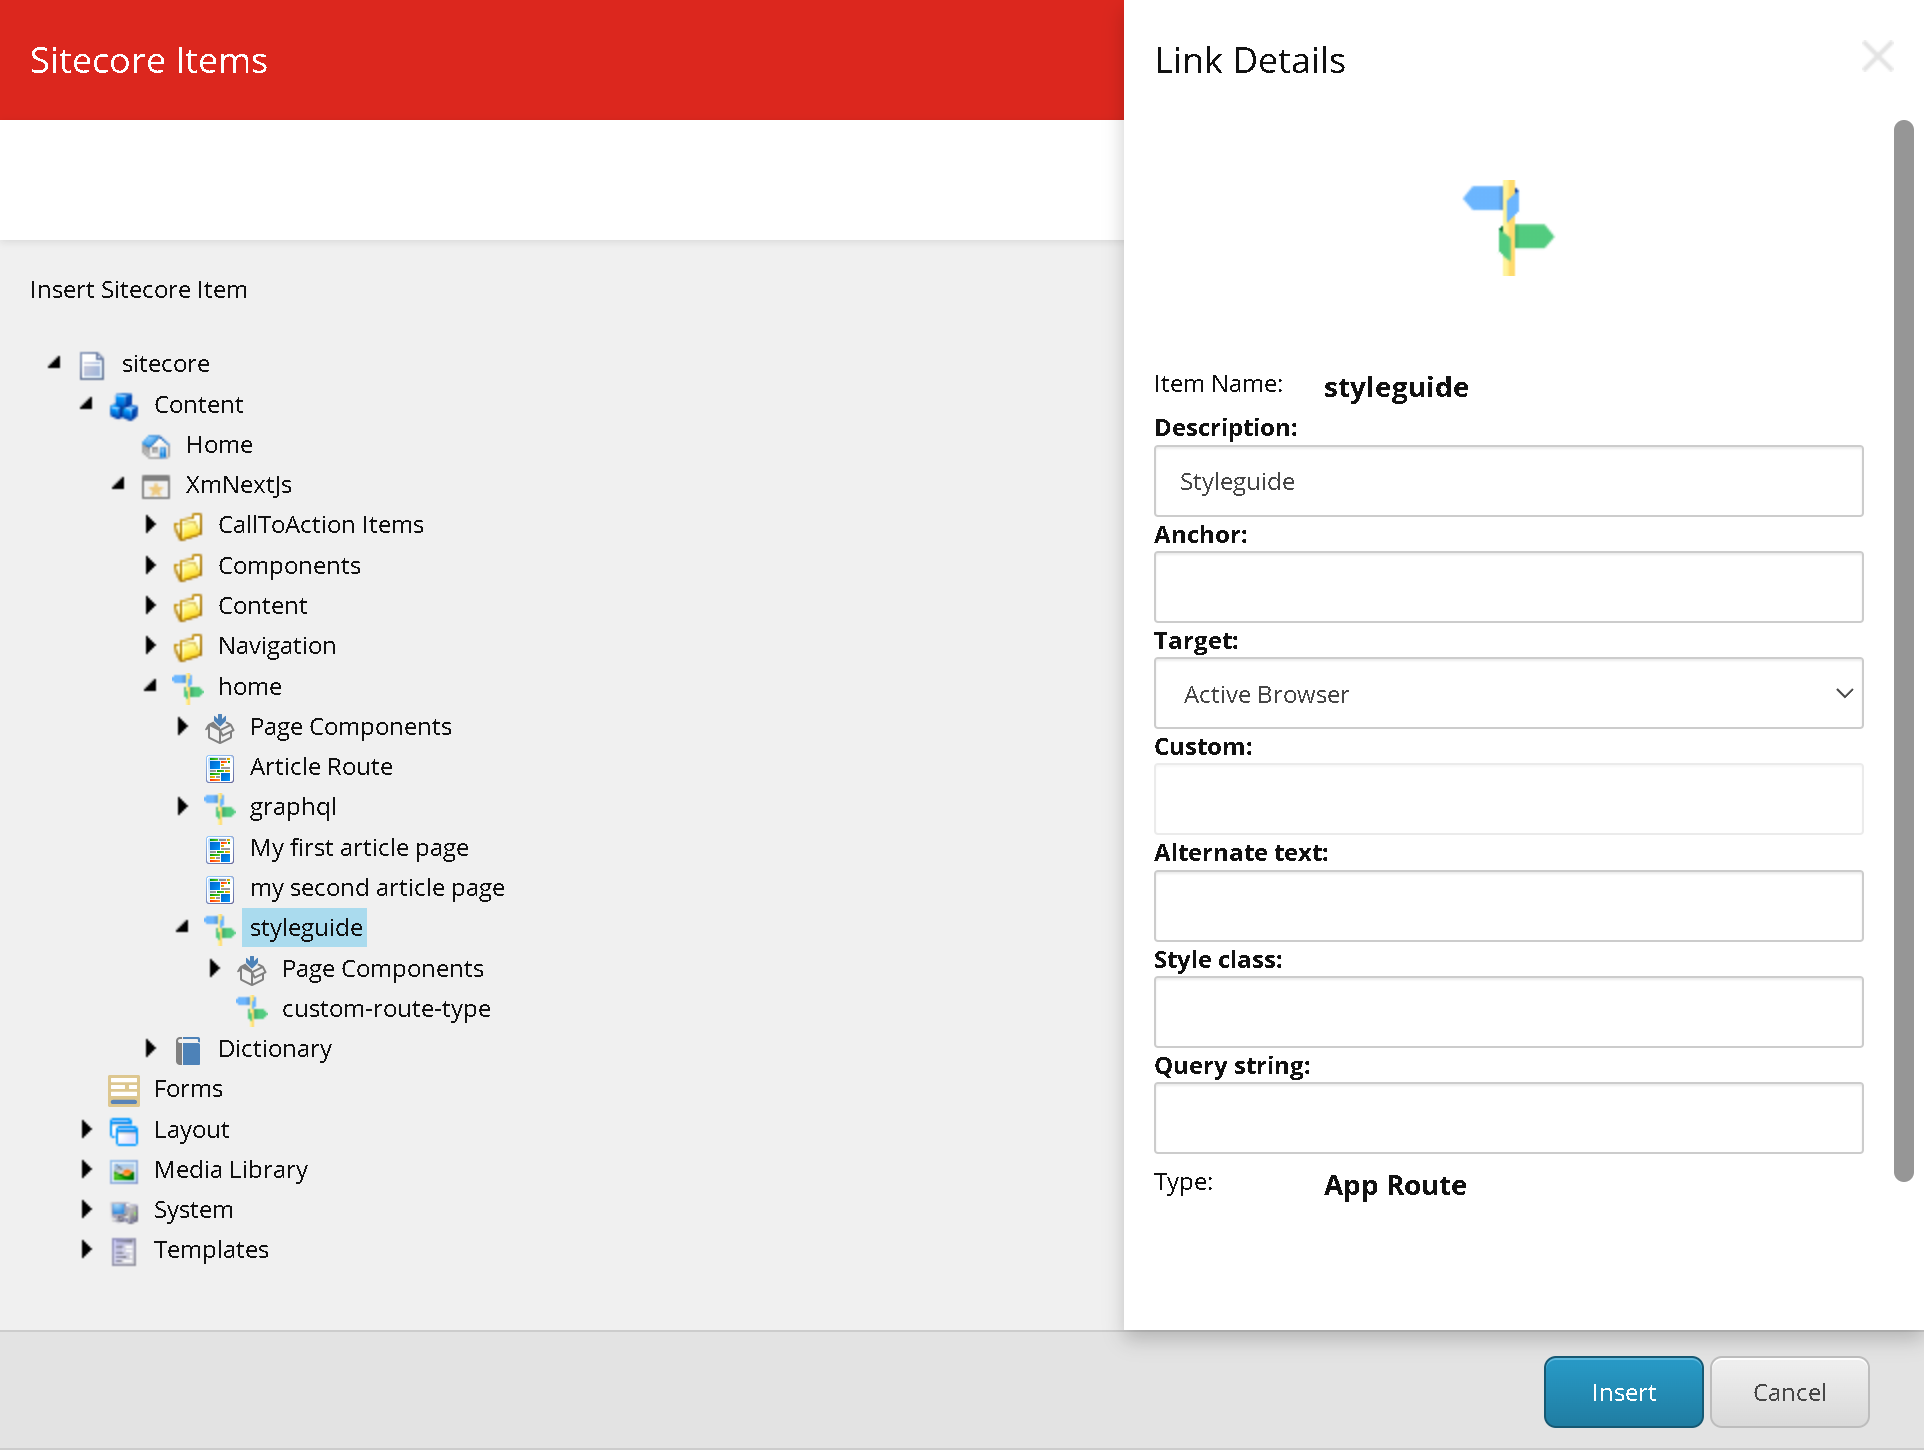 Sitecore Items
Insert Sitecore Item
sitecore
Content
Home
XmNextJs
CallToAction Items
Components
Content
Navigation
home
Page Components
Article Route
graphql
My first article page
my second article page
styleguide
Page Components
custom-route-type
Dictionary
Forms
Layout
Media Library
System
Templates
Link Details
Item Name: styleguide
Description:
Styleguide
Anchor:
Target:
Active Browser
Custom:
Alternate text:
Style class:
Query string:
Type: App Route
Insert Cancel